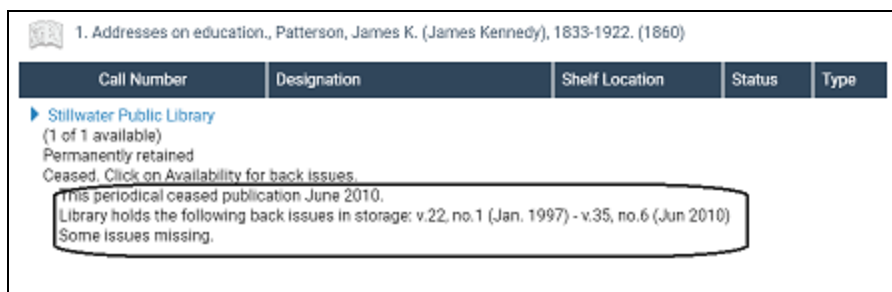 1. Addresses on education., Patterson, James K. (James Kennedy), 1833-1922. (1860)
Call Number Designation Shelf Location Status Type
Stillwater Public Library
(1 of 1 available)
Permanently retained
Ceased. Click on Availability for back issues.
This periodical ceased publication June 2010.
Library holds the following back issues in storage: v.22, no.1 (Jan. 1997) - v.35, no.6 (Jun 2010)
Some issues missing.